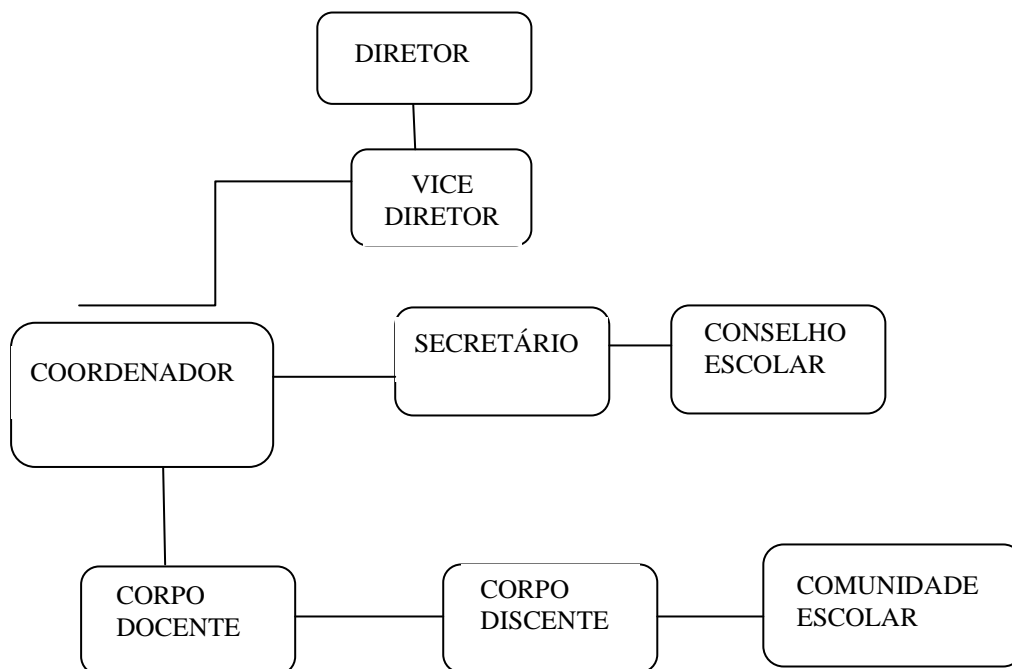 DIRETOR
VICE
DIRETOR
COORDENADOR
SECRETÁRIO
CONSELHO
ESCOLAR
CORPO
DOCENTE
CORPO
DISCENTE
COMUNIDADE
ESCOLAR